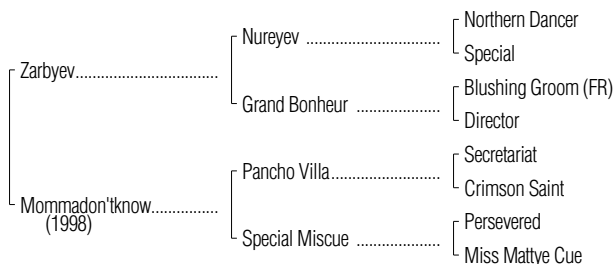 Northern Dancer
Nureyev ................................
Special
Zarbyev..................................
Blushing Groom (FR)
Grand Bonheur ....................
Director
Secretariat
Pancho Villa..........................
Crimson Saint
Mommadon'tknow................
(1998)
Persevered
Special Miscue ....................
Miss Mattye Cue